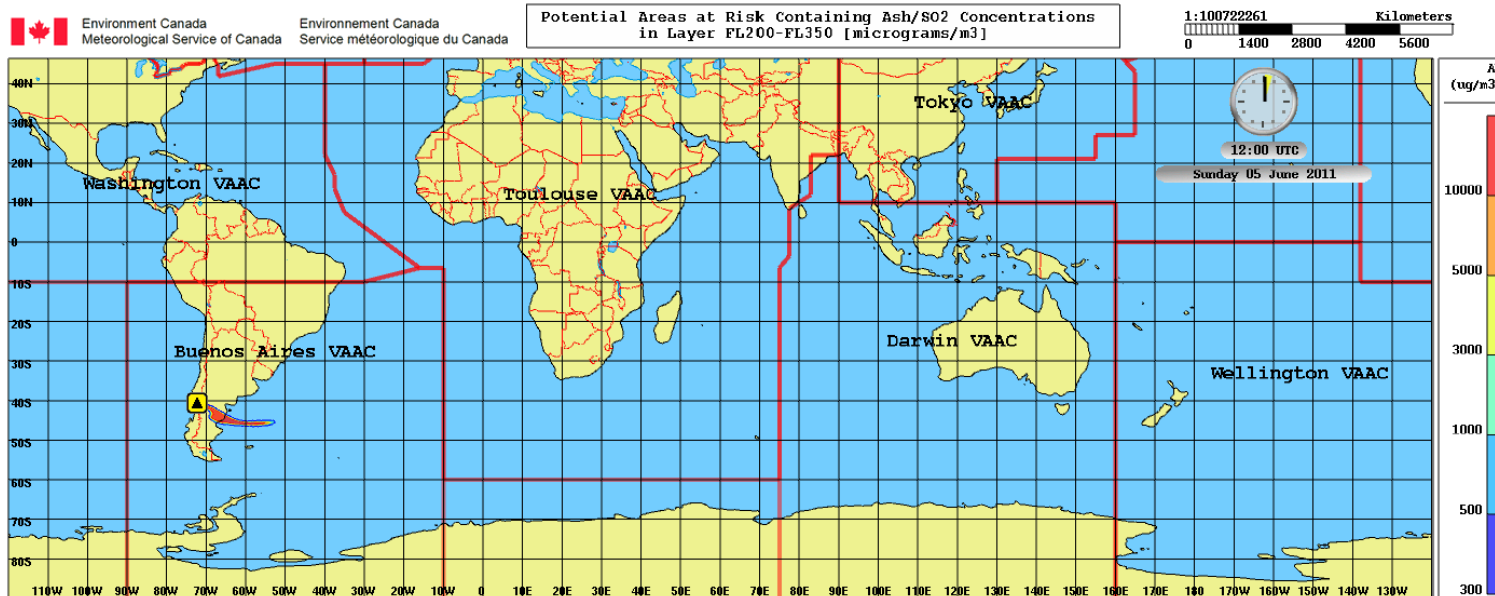 Environment Canada
Meteorological Service of Canada
Environnement Canada
Service météorologique du Canada
Potential Areas at Risk Containing Ash/SO2 Concentrations
in Layer FL200-FL350 [micrograms/m3]
1:100722261 Kilometers
0 1400 2800 4200 5600
A
(ug/m3
40N
30N
20N
10N
0
10S
20S
30S
40S
50S
60S
70S
80S
Tokyo VAAC
Washington VAAC
Toulouse VAAC
Buenos Aires VAAC
Darwin VAAC
Wellington VAAC
12:00 UTC
Sunday 05 June 2011
10000
5000
3000
1000
500
300
110W 100W 90W 80W 70W 60W 50W 40W 30W 20W 10W 0 10E 20E 30E 40E 50E 60E 70E 80E 90E 100E 110E 120E 130E 140E 150E 160E 170E 180E 170W 160W 150W 140W 130W